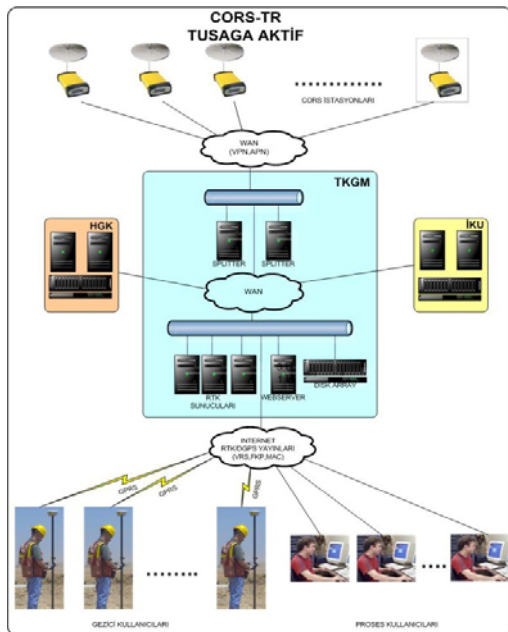 CORS-TR
TUSAGA AKTİF
CORS İSTASYONLARI
WAN
(VPN,APN)
TKGM
HGK
İKU
SPLITTER
SPLITTER
WAN
RTK
SUNUCULARI
WEBSERVER
DISK ARRAY
INTERNET
RTK/DGPS YAYINLARI
(VRS,FKP,MAC)
GPRS
GPRS
GPRS
GEZİCİ KULLANICILARI
PROSES KULLANICILARI